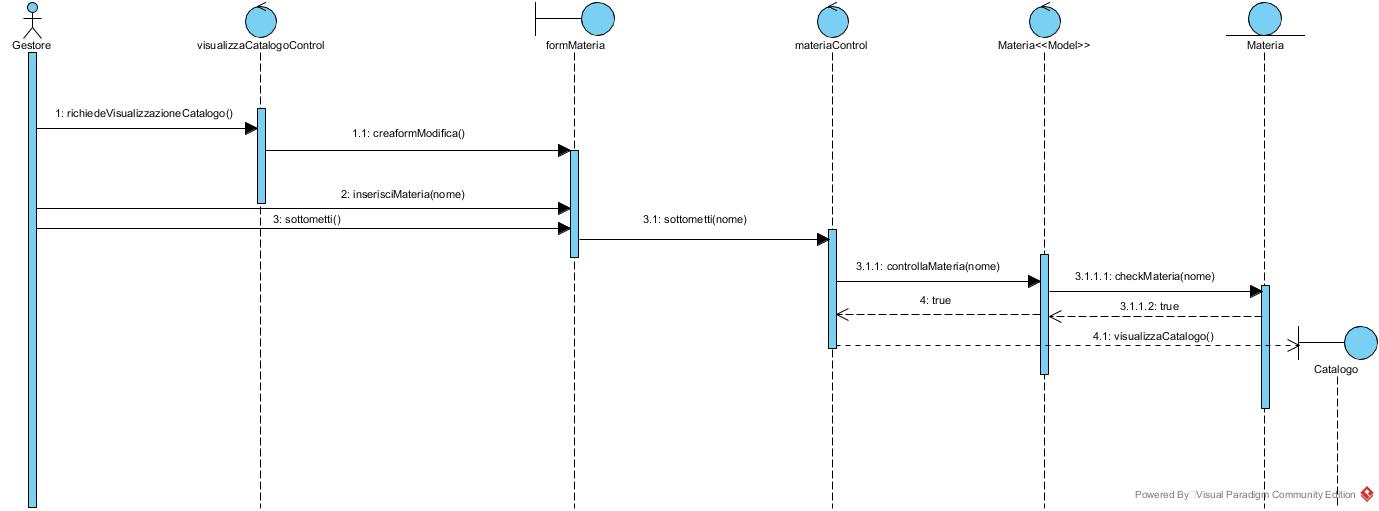 Gestore
visualizzaCatalogoControl
formMateria
materiaControl
Materia<<Model>>
Materia
1: richiedeVisualizzazioneCatalogo()
1.1: creaformModifica()
2: inserisciMateria(nome)
3: sottometti()
3.1: sottometti(nome)
3.1.1: controllaMateria(nome)
3.1.1.1: checkMateria(nome)
4: true
3.1.1.2: true
4.1: visualizzaCatalogo()
Catalogo
Powered By Visual Paradigm Community Edition